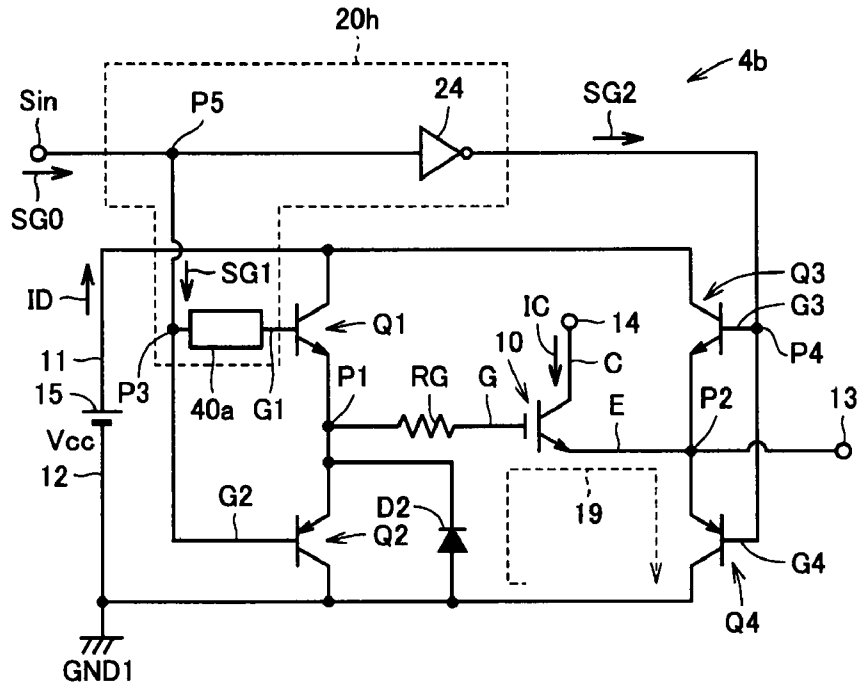 20h
4b
Sin
P5
24
SG2
SG0
SG1
Q3
ID
IC
14
G3
Q1
10
C
P4
11
P3
40a
G1
P1
RG
G
E
P2
13
15
Vcc
12
G2
D2
19
Q2
G4
Q4
GND1